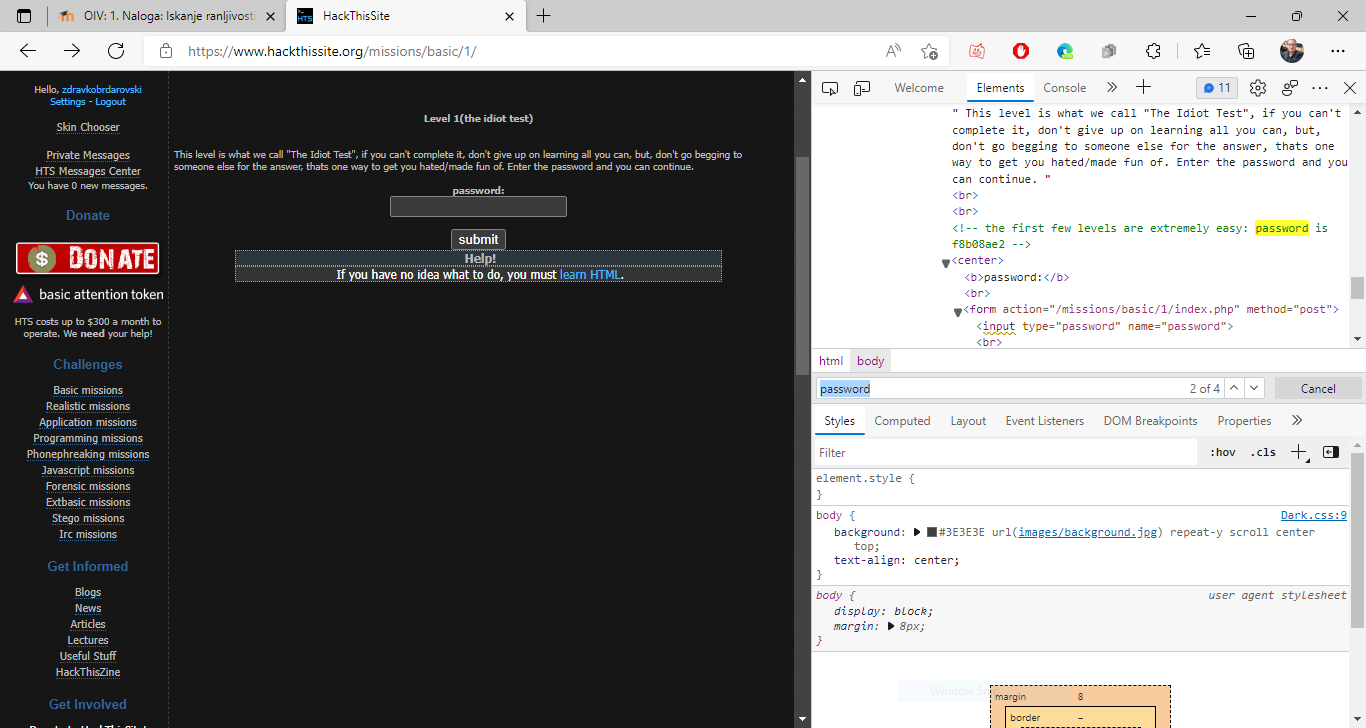 OIV: 1. Naloga: Iskanje ranljivosti
HackThisSite
https://www.hackthissite.org/missions/basic/1/
11
Hello, zdravkobrdarovski
Settings - Logout
Skin Chooser
Private Messages
HTS Messages Center
You have 0 new messages.
Donate
$ DONATE
basic attention token
HTS costs up to $300 a month to
operate. We need your help!
Challenges
Basic missions
Realistic missions
Application missions
Programming missions
Phonephreaking missions
Javascript missions
Forensic missions
Extbasic missions
Stego missions
Irc missions
Get Informed
Blogs
News
Articles
Lectures
Useful Stuff
HackThisZine
Get Involved
Level 1(the idiot test)
This level is what we call "The Idiot Test", if you can't complete it, don't give up on learning all you can, but, don't go begging to
someone else for the answer, thats one way to get you hated/made fun of. Enter the password and you can continue.
password:
submit
Help!
If you have no idea what to do, you must learn HTML.
Welcome
Elements
Console
" This level is what we call "The Idiot Test", if you can't
complete it, don't give up on learning all you can, but,
don't go begging to someone else for the answer, thats one
way to get you hated/made fun of. Enter the password and you
can continue. "
<br>
<br>
<!-- the first few levels are extremely easy: password is
f8b08ae2 -->
<center>
<b>password:</b>
<br>
<form action="/missions/basic/1/index.php" method="post">
<input type="password" name="password">
<br>
html body
password
2 of 4
Cancel
Styles Computed Layout Event Listeners DOM Breakpoints Properties
Filter
:hov .cls
element.style {
}
body {
Dark.css:9
background: #3E3E3E url(images/background.jpg) repeat-y scroll center
top;
text-align: center;
}
body {
user agent stylesheet
display: block;
margin: 8px;
}
margin 8
border –